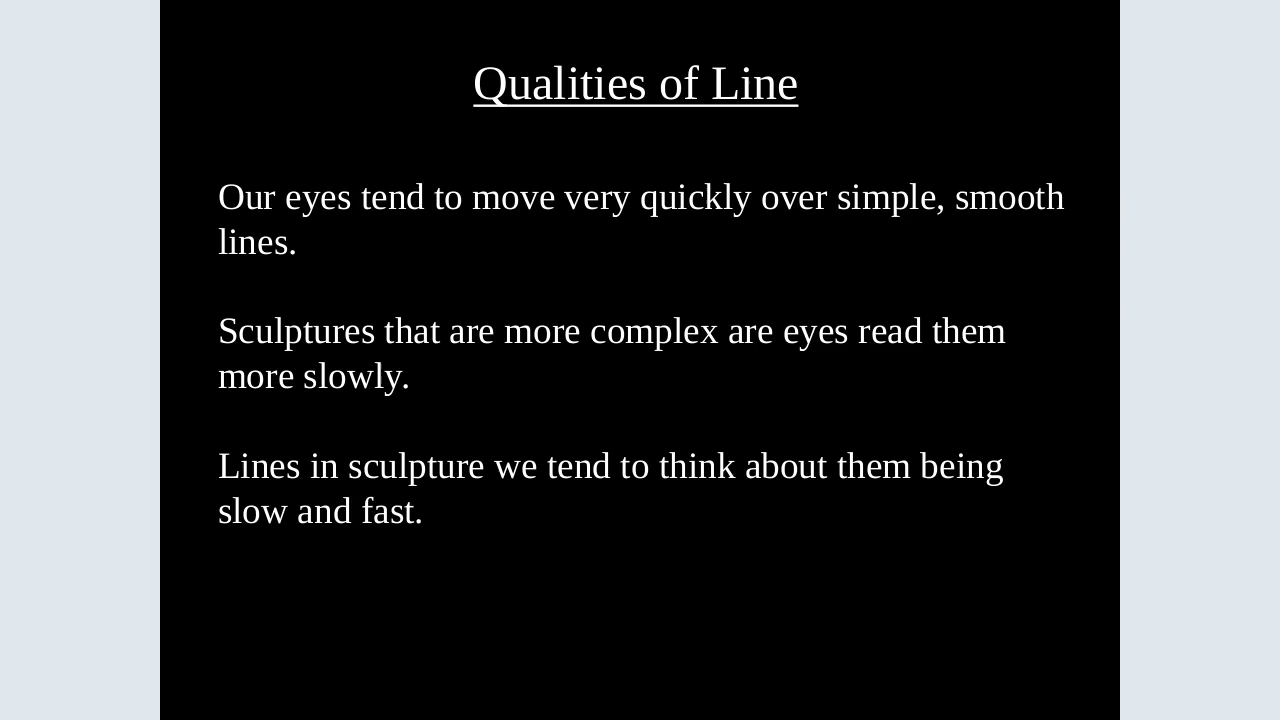 Qualities of Line
Our eyes tend to move very quickly over simple, smooth
lines.
Sculptures that are more complex are eyes read them
more slowly.
Lines in sculpture we tend to think about them being
slow and fast.